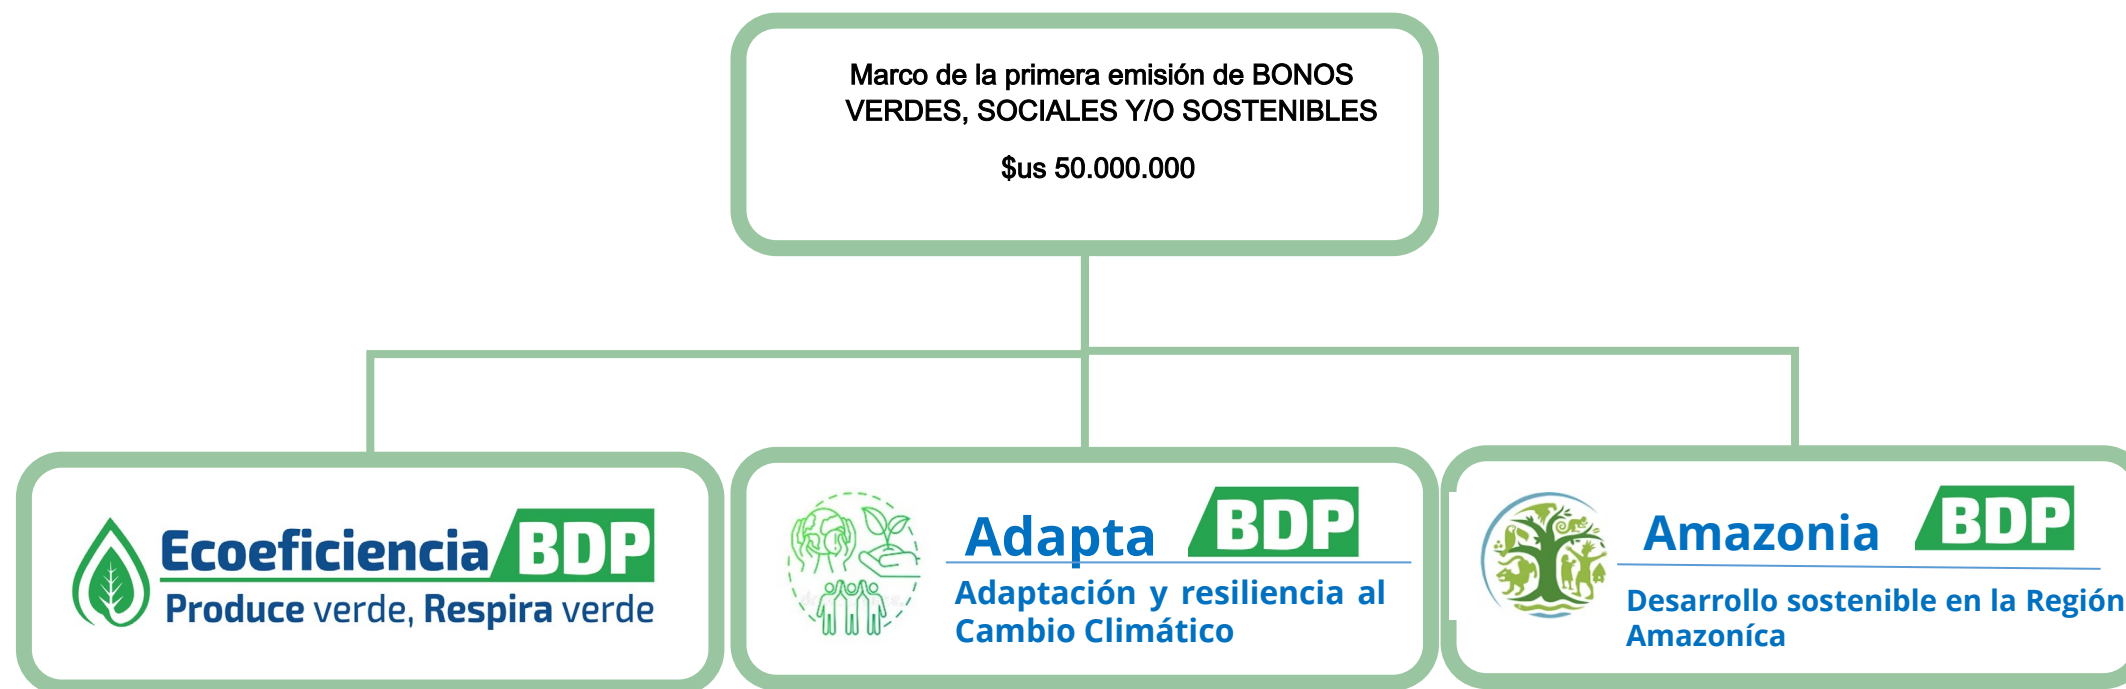 Marco de la primera emisión de BONOS
VERDES, SOCIALES Y/O SOSTENIBLES
$us 50.000.000
Ecoeficiencia BDP
Produce verde, Respira verde
Adapta BDP
Adaptación y resiliencia al
Cambio Climático
Amazonia BDP
Desarrollo sostenible en la Región
Amazoníca